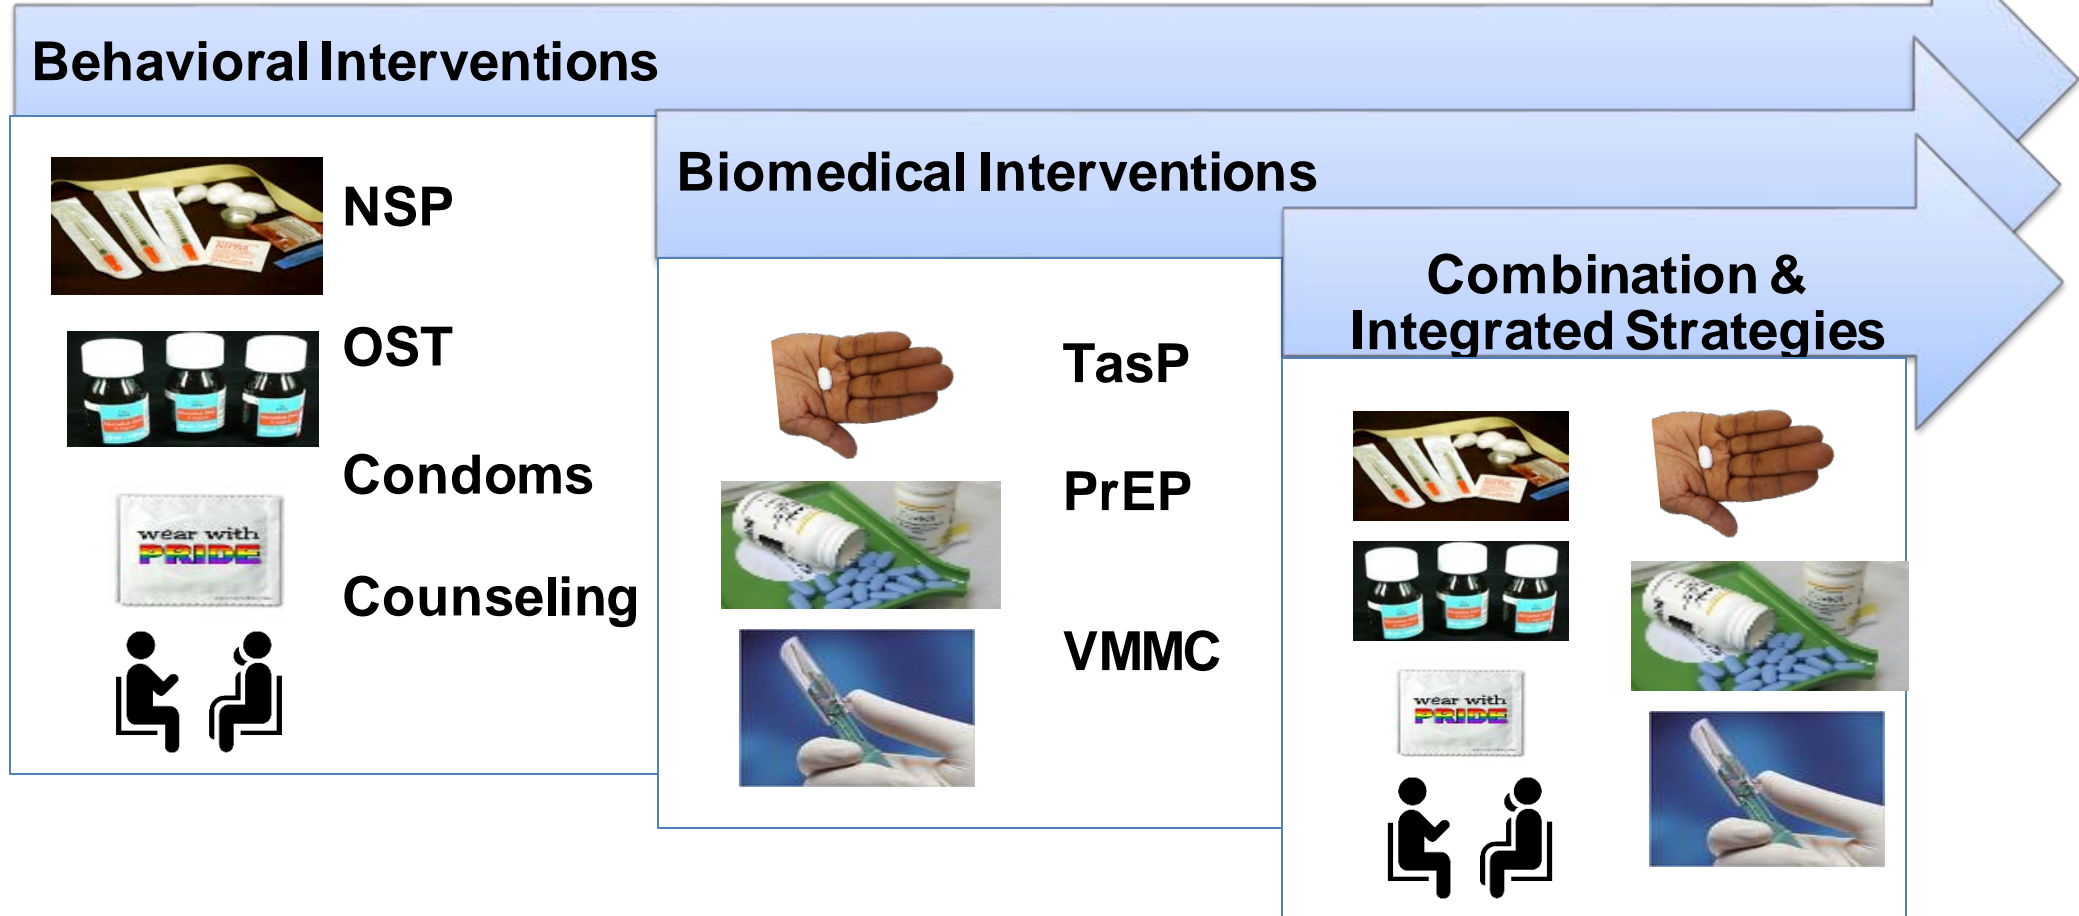 Behavioral Interventions
NSP
OST
Condoms
wear with
PRIDE
Counseling
Biomedical Interventions
TasP
PrEP
VMMC
Combination &
Integrated Strategies
wear with
PRIDE